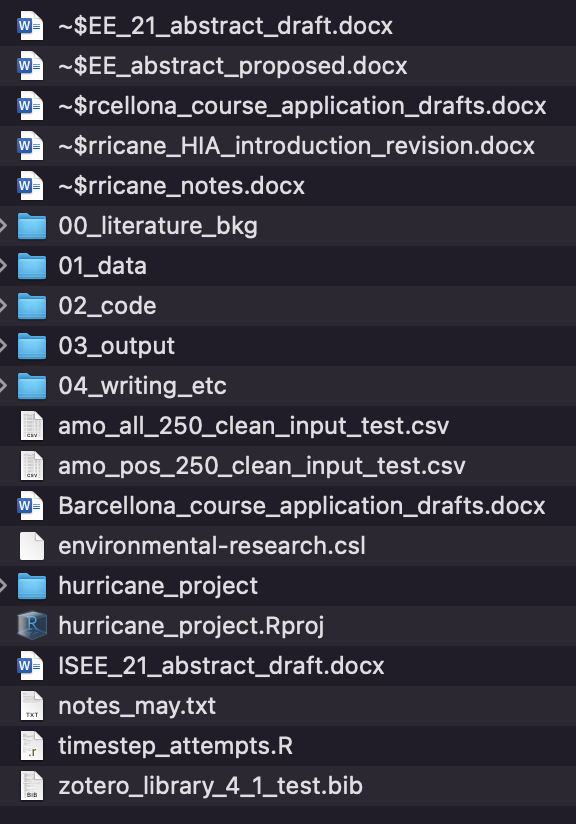 ~$EE_21_abstract_draft.docx
~$EE_abstract_proposed.docx
~$rcellona_course_application_drafts.docx
~$rricane_HIA_introduction_revision.docx
~$rricane_notes.docx
00_literature_bkg
01_data
02_code
03_output
04_writing_etc
amo_all_250_clean_input_test.csv
amo_pos_250_clean_input_test.csv
Barcellona_course_application_drafts.docx
environmental-research.csl
hurricane_project
hurricane_project.Rproj
ISEE_21_abstract_draft.docx
notes_may.txt
timestep_attempts.R
zotero_library_4_1_test.bib